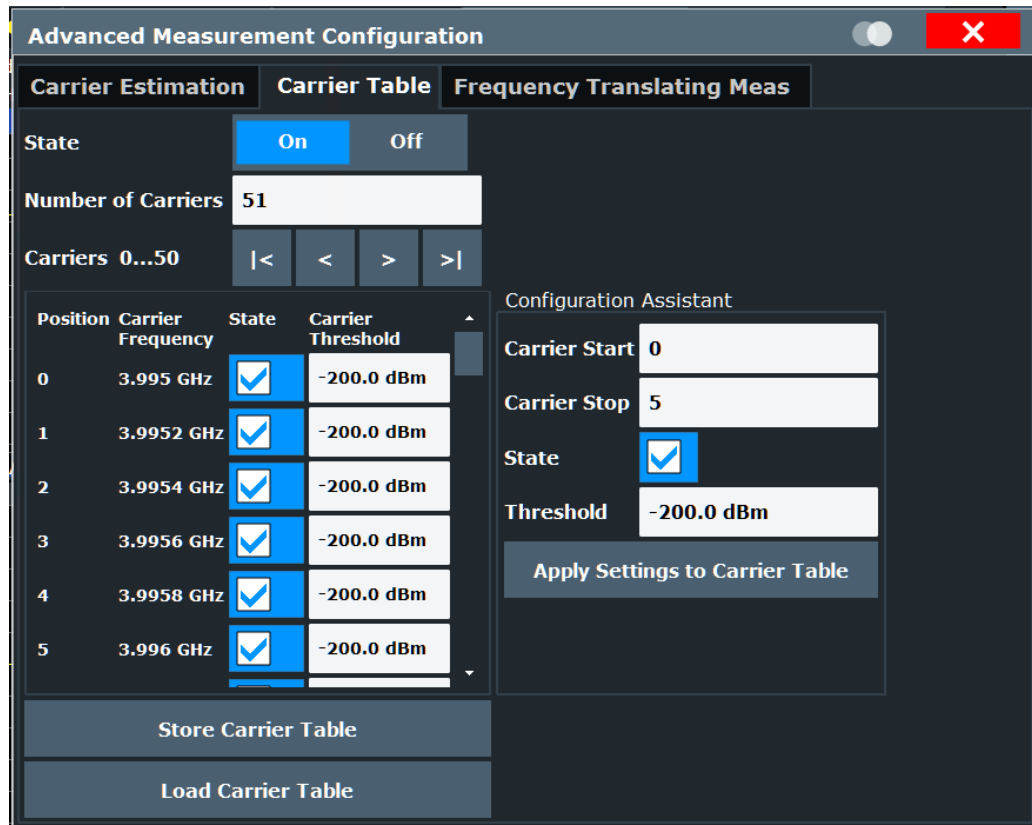 Advanced Measurement Configuration
Carrier Estimation Carrier Table Frequency Translating Meas
State On Off
Number of Carriers 51
Carriers 0...50 |< < > >|
Configuration Assistant
Position Carrier Frequency State Carrier Threshold
0 3.995 GHz -200.0 dBm
1 3.9952 GHz -200.0 dBm
2 3.9954 GHz -200.0 dBm
3 3.9956 GHz -200.0 dBm
4 3.9958 GHz -200.0 dBm
5 3.996 GHz -200.0 dBm
Carrier Start 0
Carrier Stop 5
State
Threshold -200.0 dBm
Apply Settings to Carrier Table
Store Carrier Table
Load Carrier Table